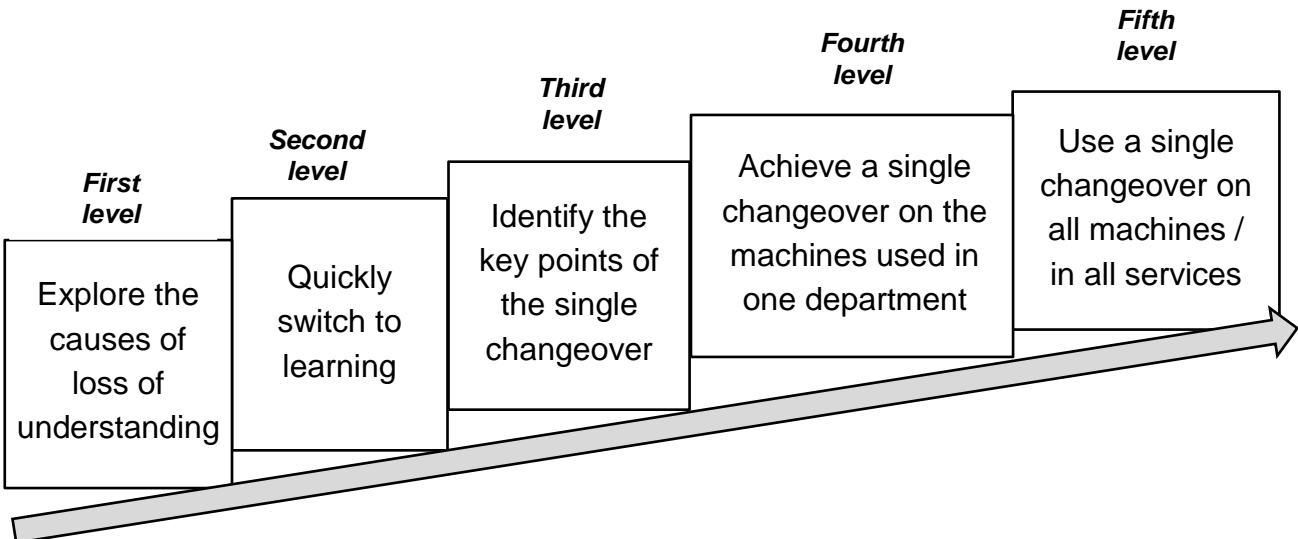 First
level
Explore the
causes of
loss of
understanding
Second
level
Quickly
switch to
learning
Third
level
Identify the
key points of
the single
changeover
Fourth
level
Achieve a single
changeover on the
machines used in
one department
Fifth
level
Use a single
changeover on
all machines /
in all services